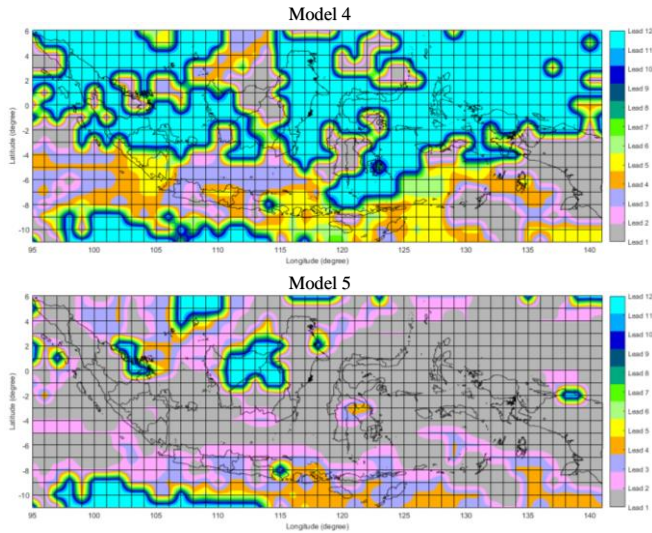 Model 4
6
4
2
0
-2
-4
-6
-8
-10
Latitude (degree)
95 100 105 110 115 120 125 130 135 140
Longitude (degree)
Lead 12
Lead 11
Lead 10
Lead 9
Lead 8
Lead 7
Lead 6
Lead 5
Lead 4
Lead 3
Lead 2
Lead 1
Model 5
6
4
2
0
-2
-4
-6
-8
-10
Latitude (degree)
95 100 105 110 115 120 125 130 135 140
Longitude (degree)
Lead 12
Lead 11
Lead 10
Lead 9
Lead 8
Lead 7
Lead 6
Lead 5
Lead 4
Lead 3
Lead 2
Lead 1